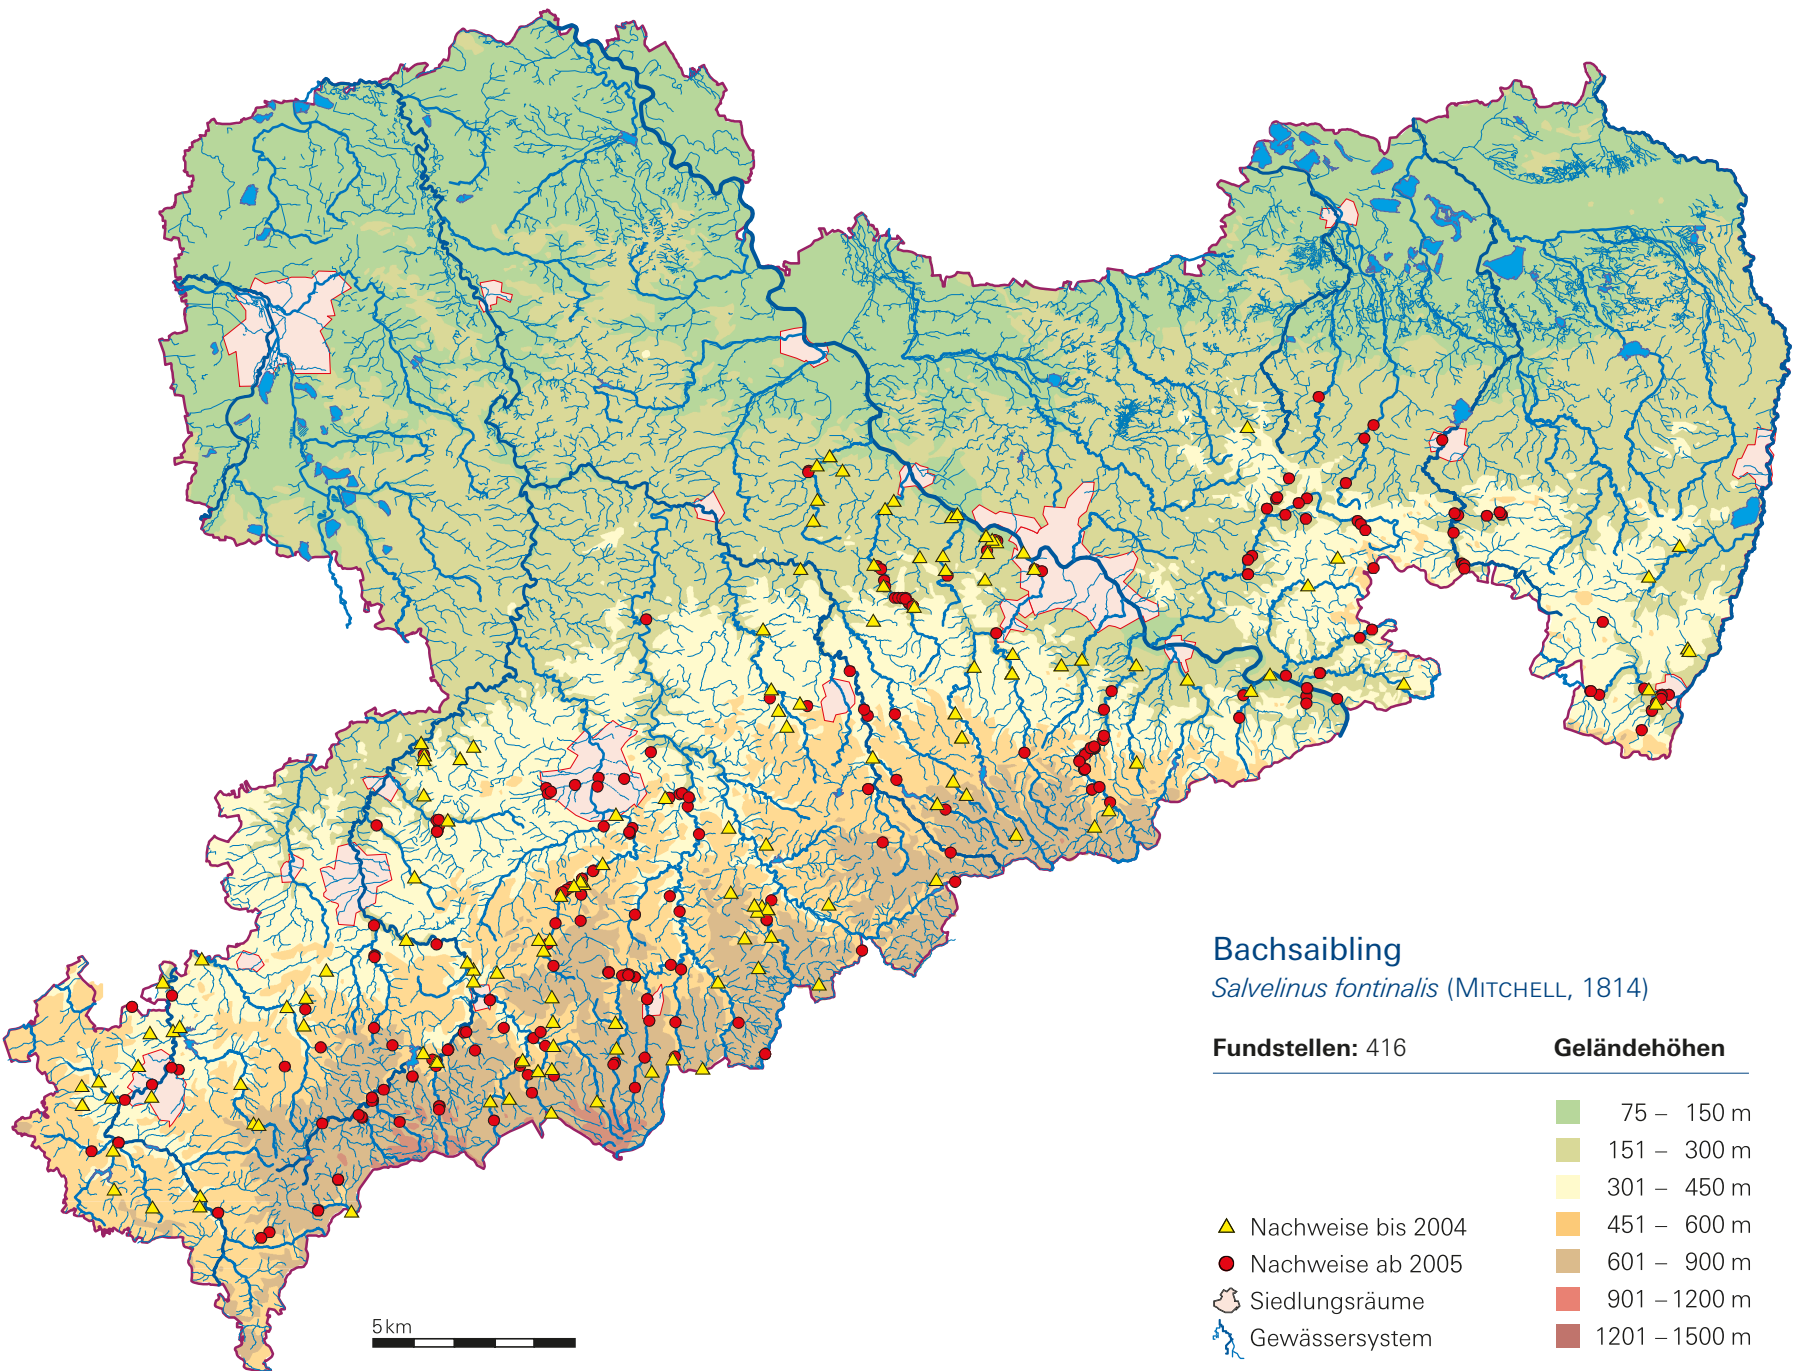 Bachsaibling
Salvelinus fontinalis (MITCHELL, 1814)
Fundstellen: 416
Geländehöhen
75 – 150 m
151 – 300 m
301 – 450 m
451 – 600 m
601 – 900 m
901 – 1200 m
1201 – 1500 m
Nachweise bis 2004
Nachweise ab 2005
Siedlungsräume
Gewässersystem
5 km